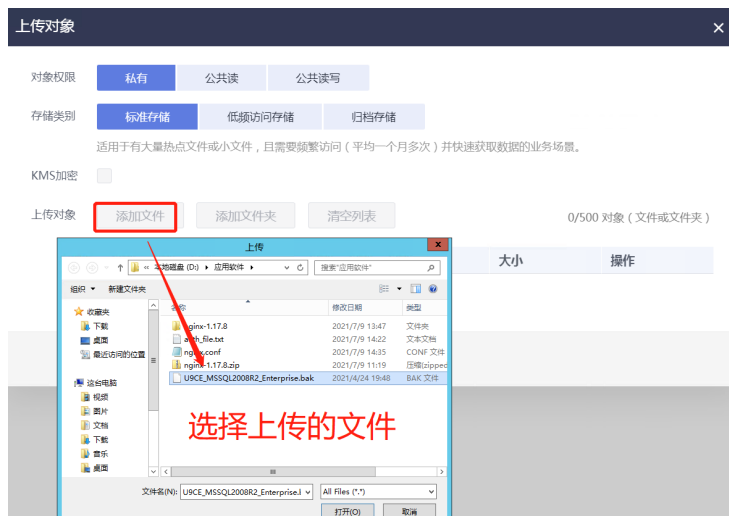 上传对象
×
对象权限 私有 公共读 公共读写
存储类别 标准存储 低频访问存储 归档存储
适用于有大量热点文件或小文件，且需要频繁访问（平均一个月多次）并快速获取数据的业务场景。
KMS加密
上传对象 添加文件 添加文件夹 清空列表 0/500 对象（文件或文件夹）
大小 操作
上传
x
« 本地磁盘 (D:) 应用软件 搜索"应用软件"
组织 新建文件夹
收藏夹
下载
桌面
最近访问的位置
这台电脑
视频
图片
文档
下载
音乐
桌面
名称 修改日期 类型
nginx-1.17.8 2021/7/9 13:47 文件夹
auth_file.txt 2021/7/9 14:22 文本文档
nginx.conf 2021/7/9 14:35 CONF 文件
nginx-1.17.8.zip 2021/7/9 11:19 压缩(zipped
U9CE_MSSQL2008R2_Enterprise.bak 2021/4/24 19:48 BAK 文件
选择上传的文件
文件名(N): U9CE_MSSQL2008R2_Enterprise.l All Files (*.*)
打开(O) 取消